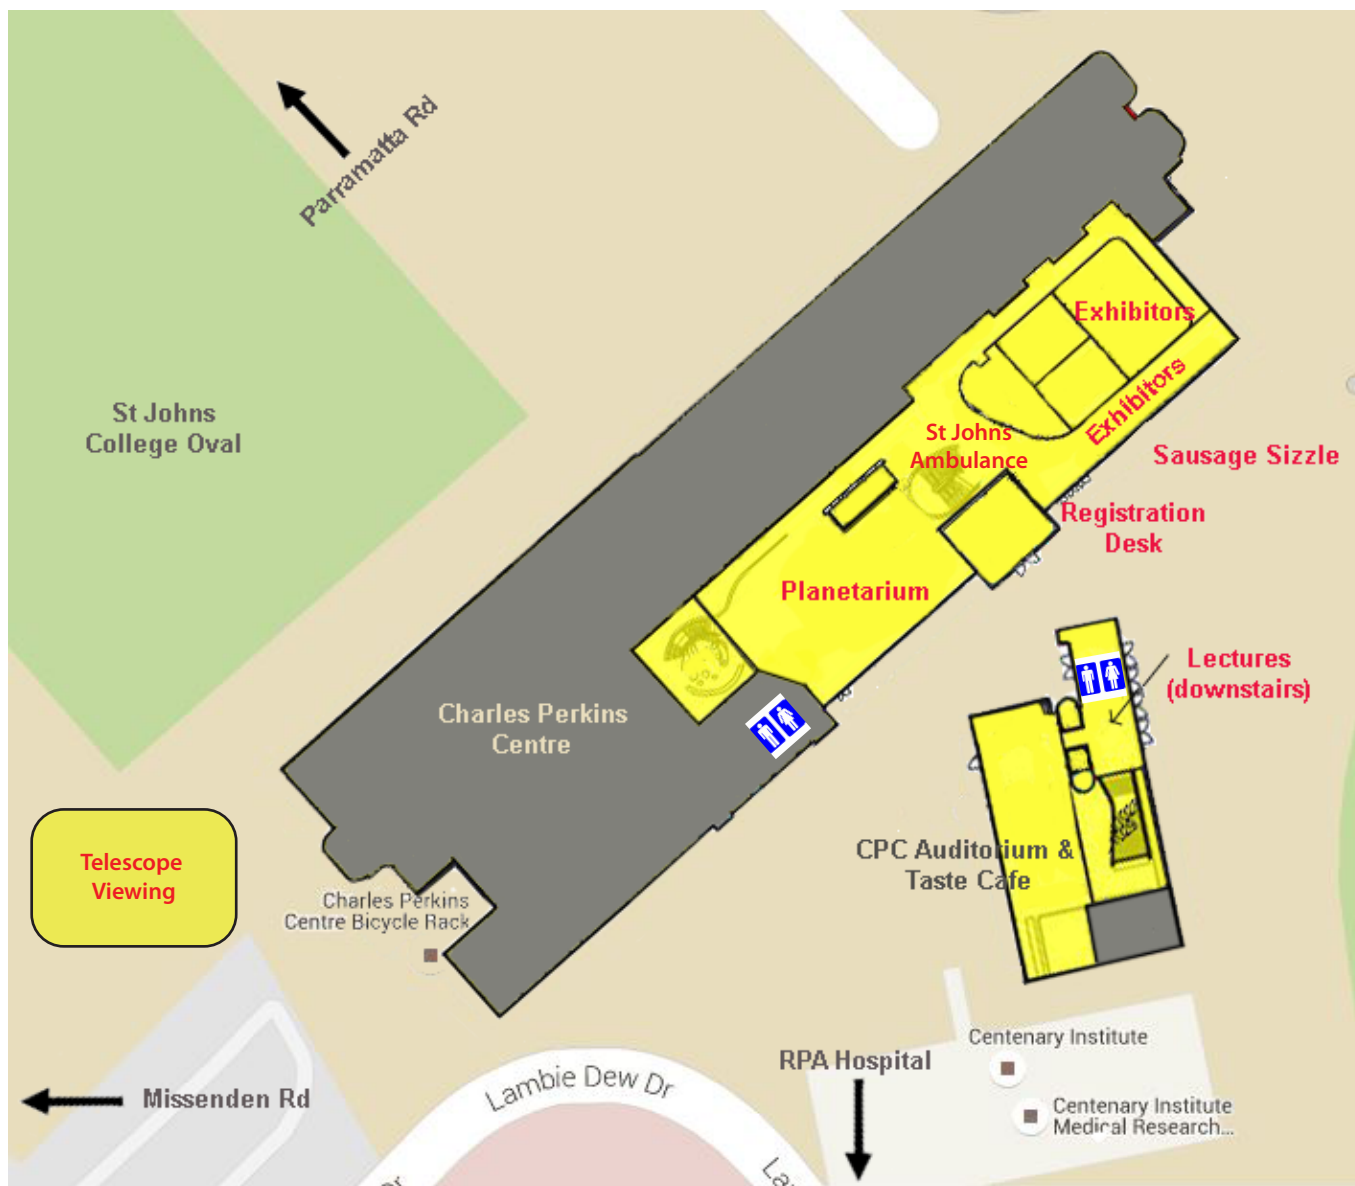 Parramatta Rd
St Johns
College Oval
Exhibitors
Exhibitors
St Johns
Ambulance
Sausage Sizzle
Registration
Desk
Planetarium
Lectures
(downstairs)
Charles Perkins
Centre
CPC Auditorium &
Taste Cafe
Telescope
Viewing
Charles Perkins
Centre Bicycle Rack
Centenary Institute
RPA Hospital
Lambie Dew Dr
Missenden Rd
Centenary Institute
Medical Research...
Dr